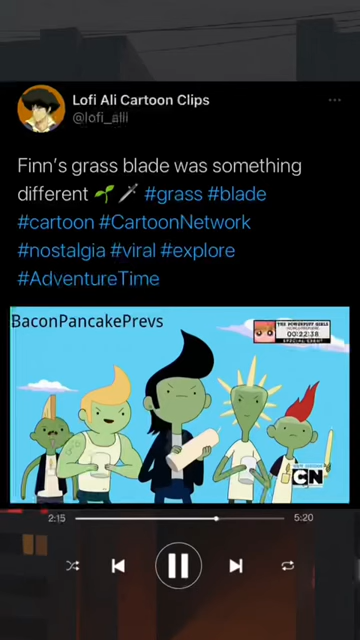 Lofi Ali Cartoon Clips
@lofi_alii
Finn's grass blade was something
different 🌱🗡 #grass #blade
#cartoon #CartoonNetwork
#nostalgia #viral #explore
#AdventureTime
BaconPancakePrevs
THE POWERPUFF GIRLS
00:22:38
SPECIAL EVENT
CN
2:15
5:20